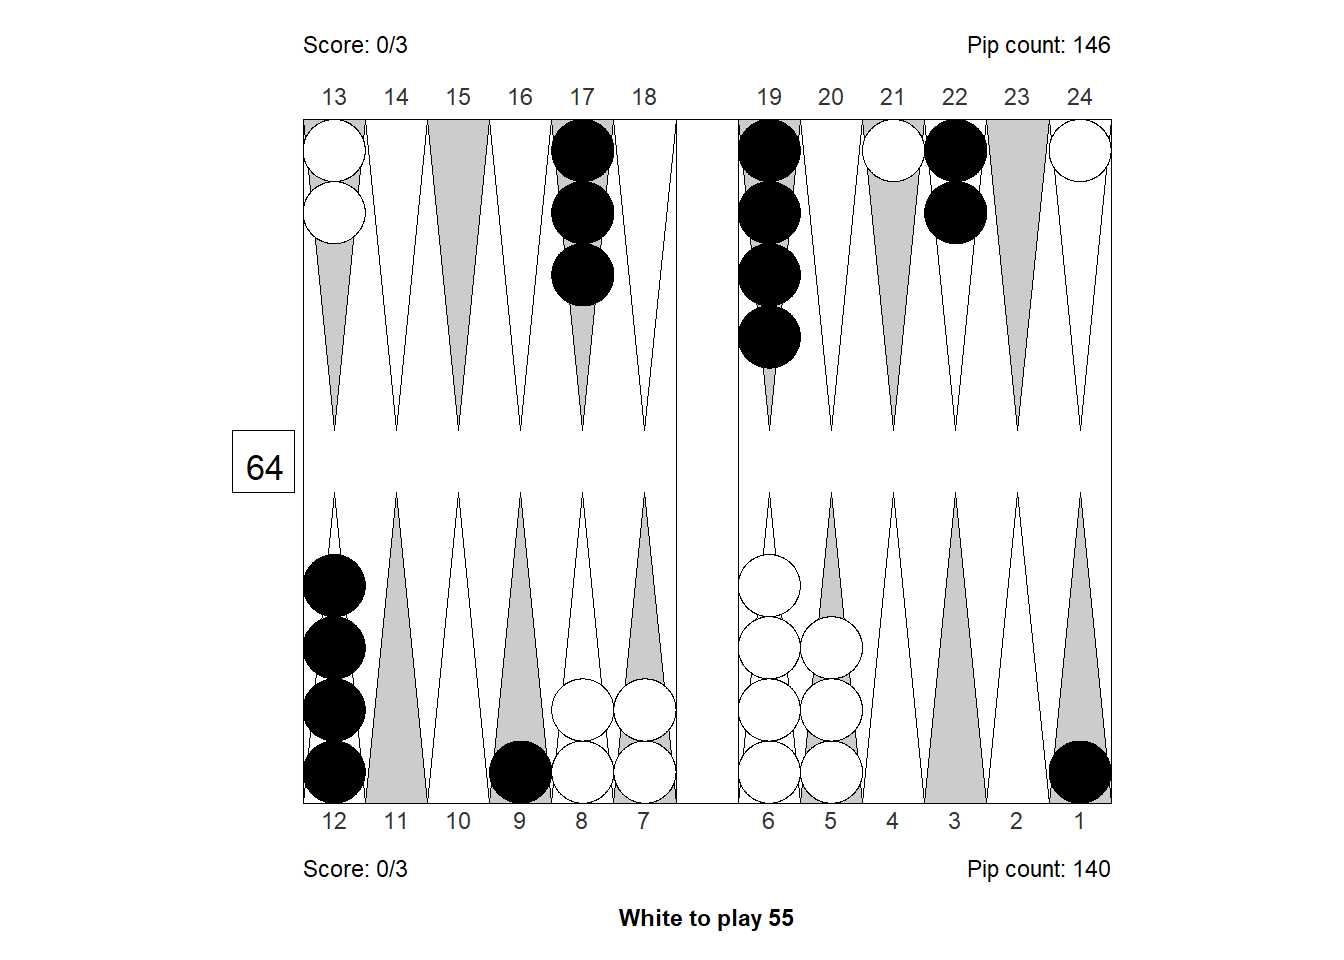 Score: 0/3 Pip count: 146
13 14 15 16 17 18 19 20 21 22 23 24
64
12 11 10 9 8 7 6 5 4 3 2 1
Score: 0/3 Pip count: 140
White to play 55